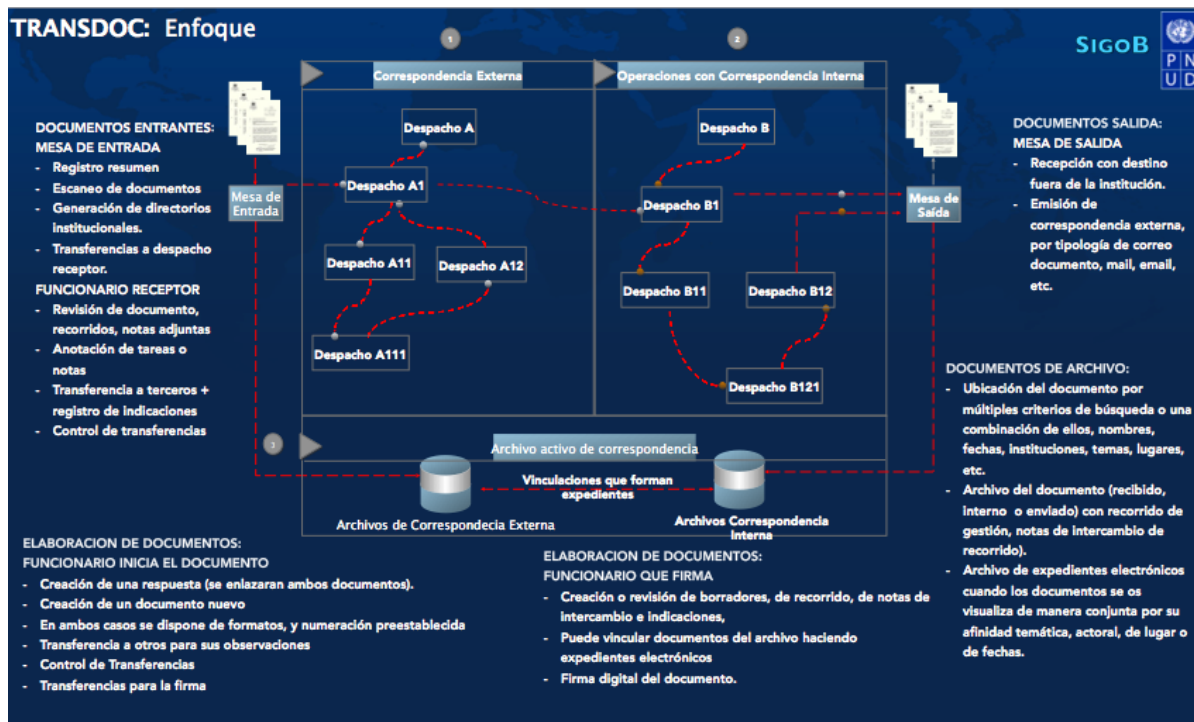 TRANSDOC: Enfoque
1
2
SIGOB
P N
U D
Correspondencia Externa
Operaciones con Correspondencia Interna
DOCUMENTOS ENTRANTES:
MESA DE ENTRADA
- Registro resumen
- Escaneo de documentos
- Generación de directorios
institucionales.
- Transferencias a despacho
receptor.
FUNCIONARIO RECEPTOR
- Revisión de documento,
recorridos, notas adjuntas
- Anotación de tareas o
notas
- Transferencia a terceros +
registro de indicaciones
- Control de transferencias
Mesa de
Entrada
Despacho A
Despacho A1
Despacho A11
Despacho A12
Despacho A111
Despacho B
Despacho B1
Despacho B11
Despacho B12
Despacho B121
Mesa de
Saída
DOCUMENTOS SALIDA:
MESA DE SALIDA
- Recepción con destino
fuera de la institución.
- Emisión de
correspondencia externa,
por tipología de correo
documento, mail, email,
etc.
DOCUMENTOS DE ARCHIVO:
- Ubicación del documento por
múltiples criterios de búsqueda o una
combinación de ellos, nombres,
fechas, instituciones, temas, lugares,
etc.
- Archivo del documento (recibido,
interno o enviado) con recorrido de
gestión, notas de intercambio de
recorrido).
- Archivo de expedientes electrónicos
cuando los documentos se os
visualiza de manera conjunta por su
afinidad temática, actoral, de lugar o
de fechas.
3
Archivo activo de correspondencia
Vinculaciones que forman
expedientes
Archivos de Correspondecia Externa
Archivos Correspondencia
Interna
ELABORACION DE DOCUMENTOS:
FUNCIONARIO INICIA EL DOCUMENTO
- Creación de una respuesta (se enlazaran ambos documentos).
- Creación de un documento nuevo
- En ambos casos se dispone de formatos, y numeración preestablecida
- Transferencia a otros para sus observaciones
- Control de Transferencias
- Transferencias para la firma
ELABORACION DE DOCUMENTOS:
FUNCIONARIO QUE FIRMA
- Creación o revisión de borradores, de recorrido, de notas de
intercambio e indicaciones,
- Puede vincular documentos del archivo haciendo
expedientes electrónicos
- Firma digital del documento.